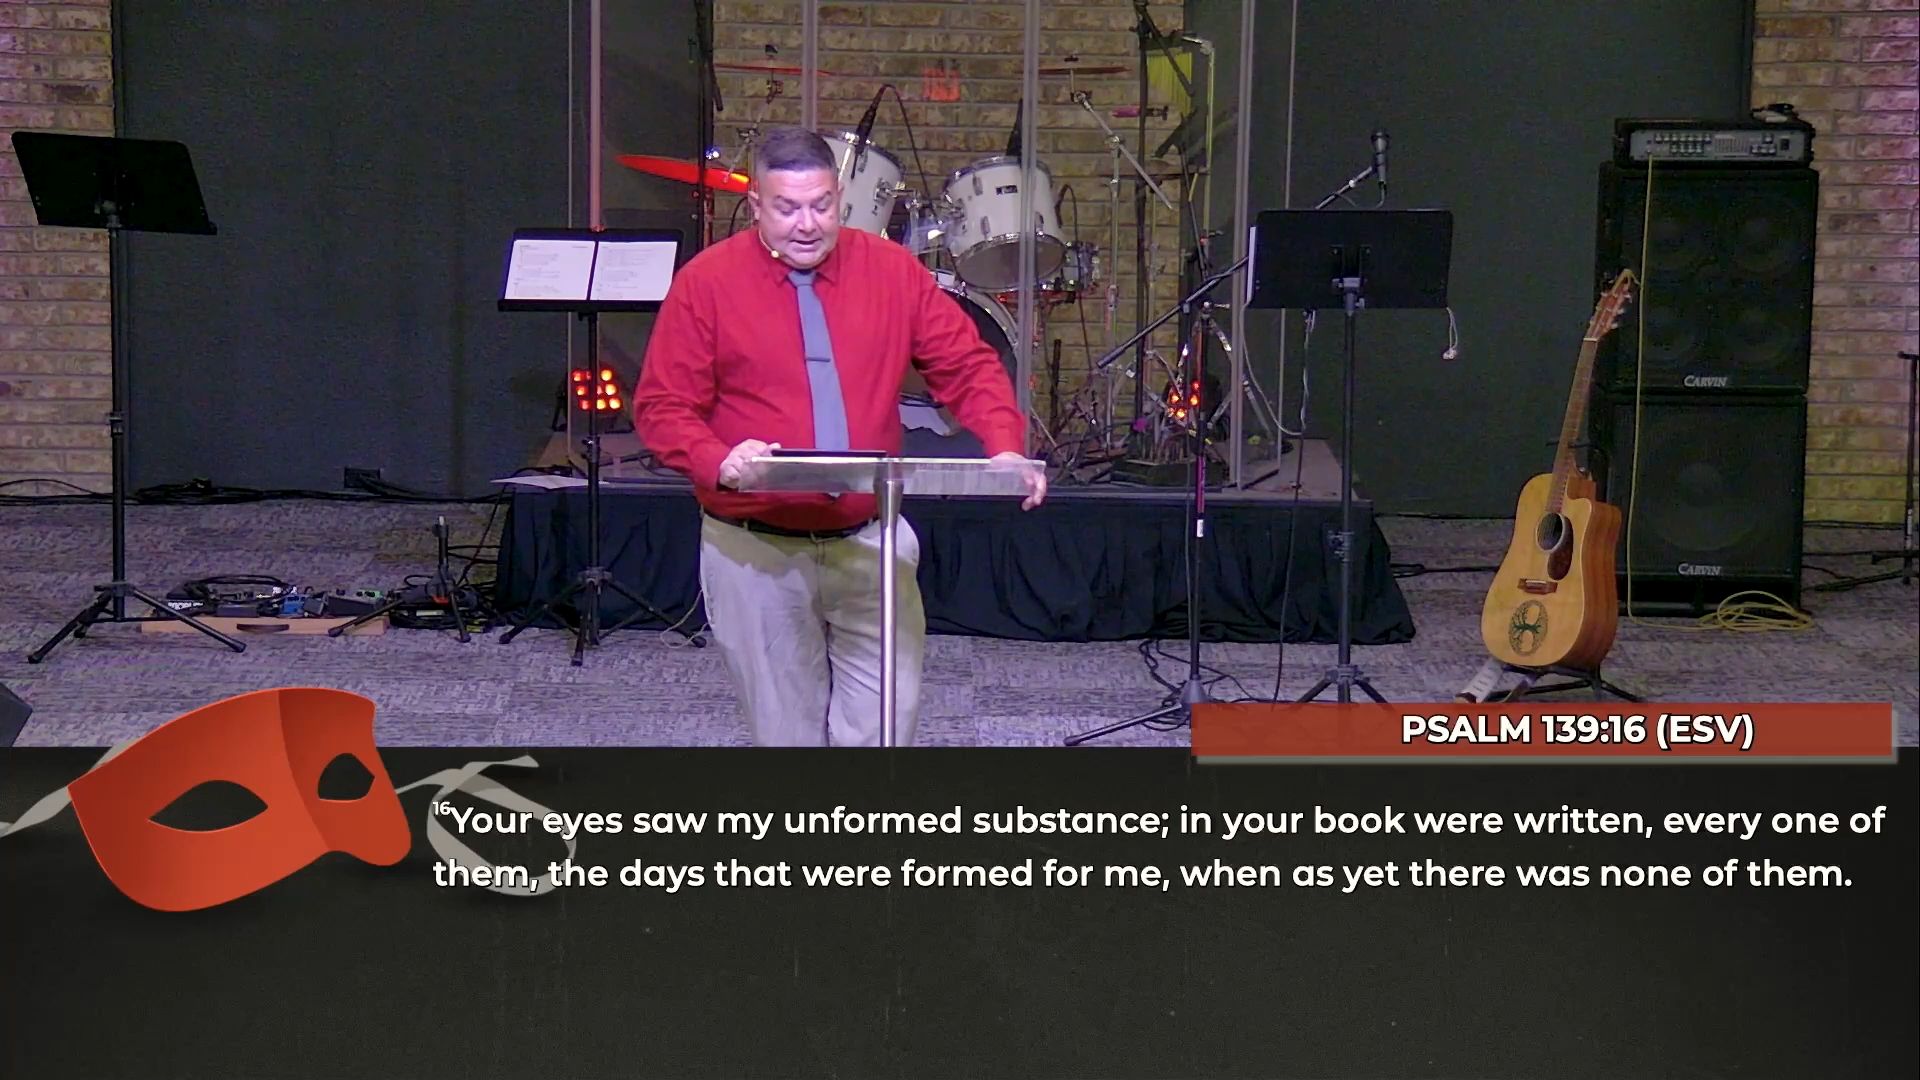 CARVIN
CARVIN
PSALM 139:16 (ESV)
16Your eyes saw my unformed substance; in your book were written, every one of
them, the days that were formed for me, when as yet there was none of them.